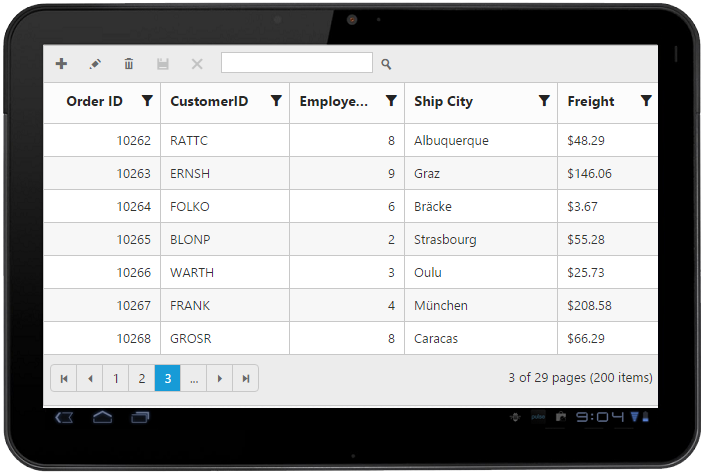 Order ID CustomerID Employe... Ship City Freight
10262 RATTC 8 Albuquerque $48.29
10263 ERNSH 9 Graz $146.06
10264 FOLKO 6 Bräcke $3.67
10265 BLONP 2 Strasbourg $55.28
10266 WARTH 3 Oulu $25.73
10267 FRANK 4 München $208.58
10268 GROSR 8 Caracas $66.29
1 2 3 ... 3 of 29 pages (200 items)
9:04